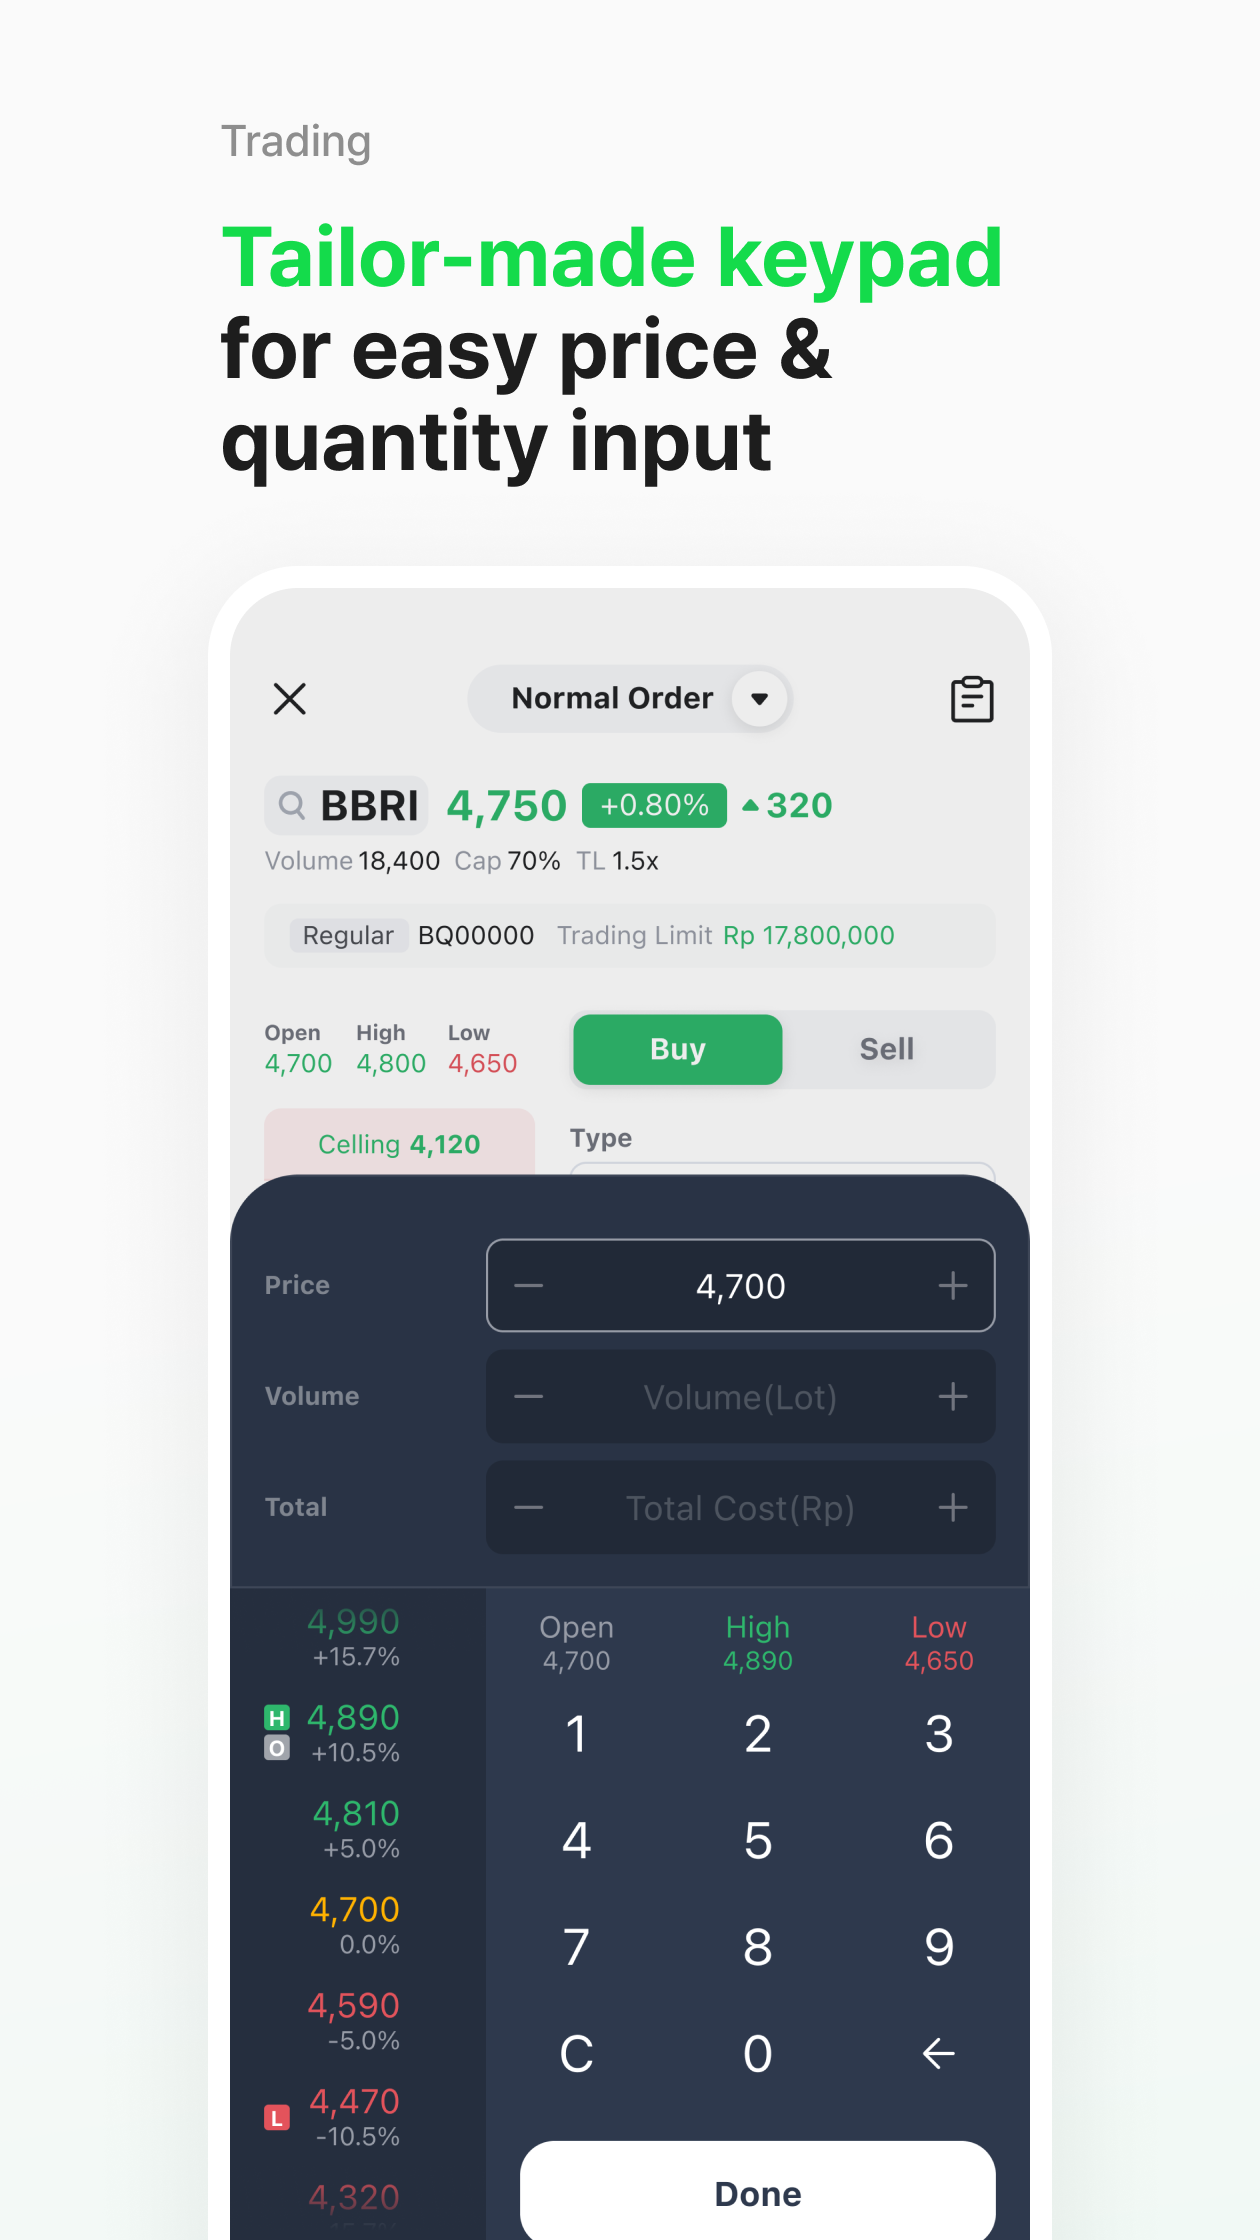 Trading
Tailor-made keypad
for easy price &
quantity input
Normal Order
BBRI 4,750 +0.80% 320
Volume 18,400 Cap 70% TL 1.5x
Regular BQ00000 Trading Limit Rp 17,800,000
Open High Low
4,700 4,800 4,650
Buy Sell
Celling 4,120
Type
Price 4,700
Volume Volume(Lot)
Total Total Cost(Rp)
4,990
+15.7%
H 4,890
O +10.5%
4,810
+5.0%
4,700
0.0%
4,590
-5.0%
L 4,470
-10.5%
4,320
Open High Low
4,700 4,890 4,650
1 2 3
4 5 6
7 8 9
C 0
Done